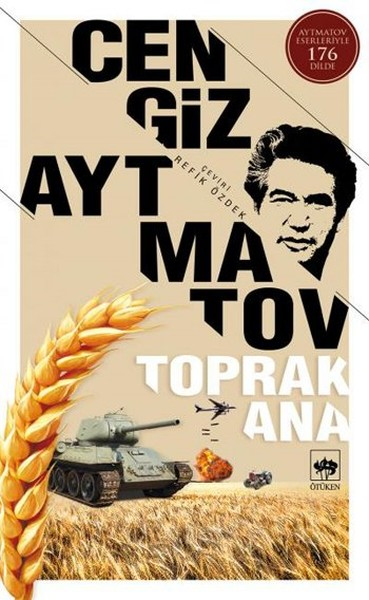 AYTMATOV
ESERLERİYLE
176
DİLDE
CEN
GİZ
AYT
MA
TOV
ÇEVİRİ
REFİK ÖZDEK
TOPRAK
ANA
ÖTÜKEN